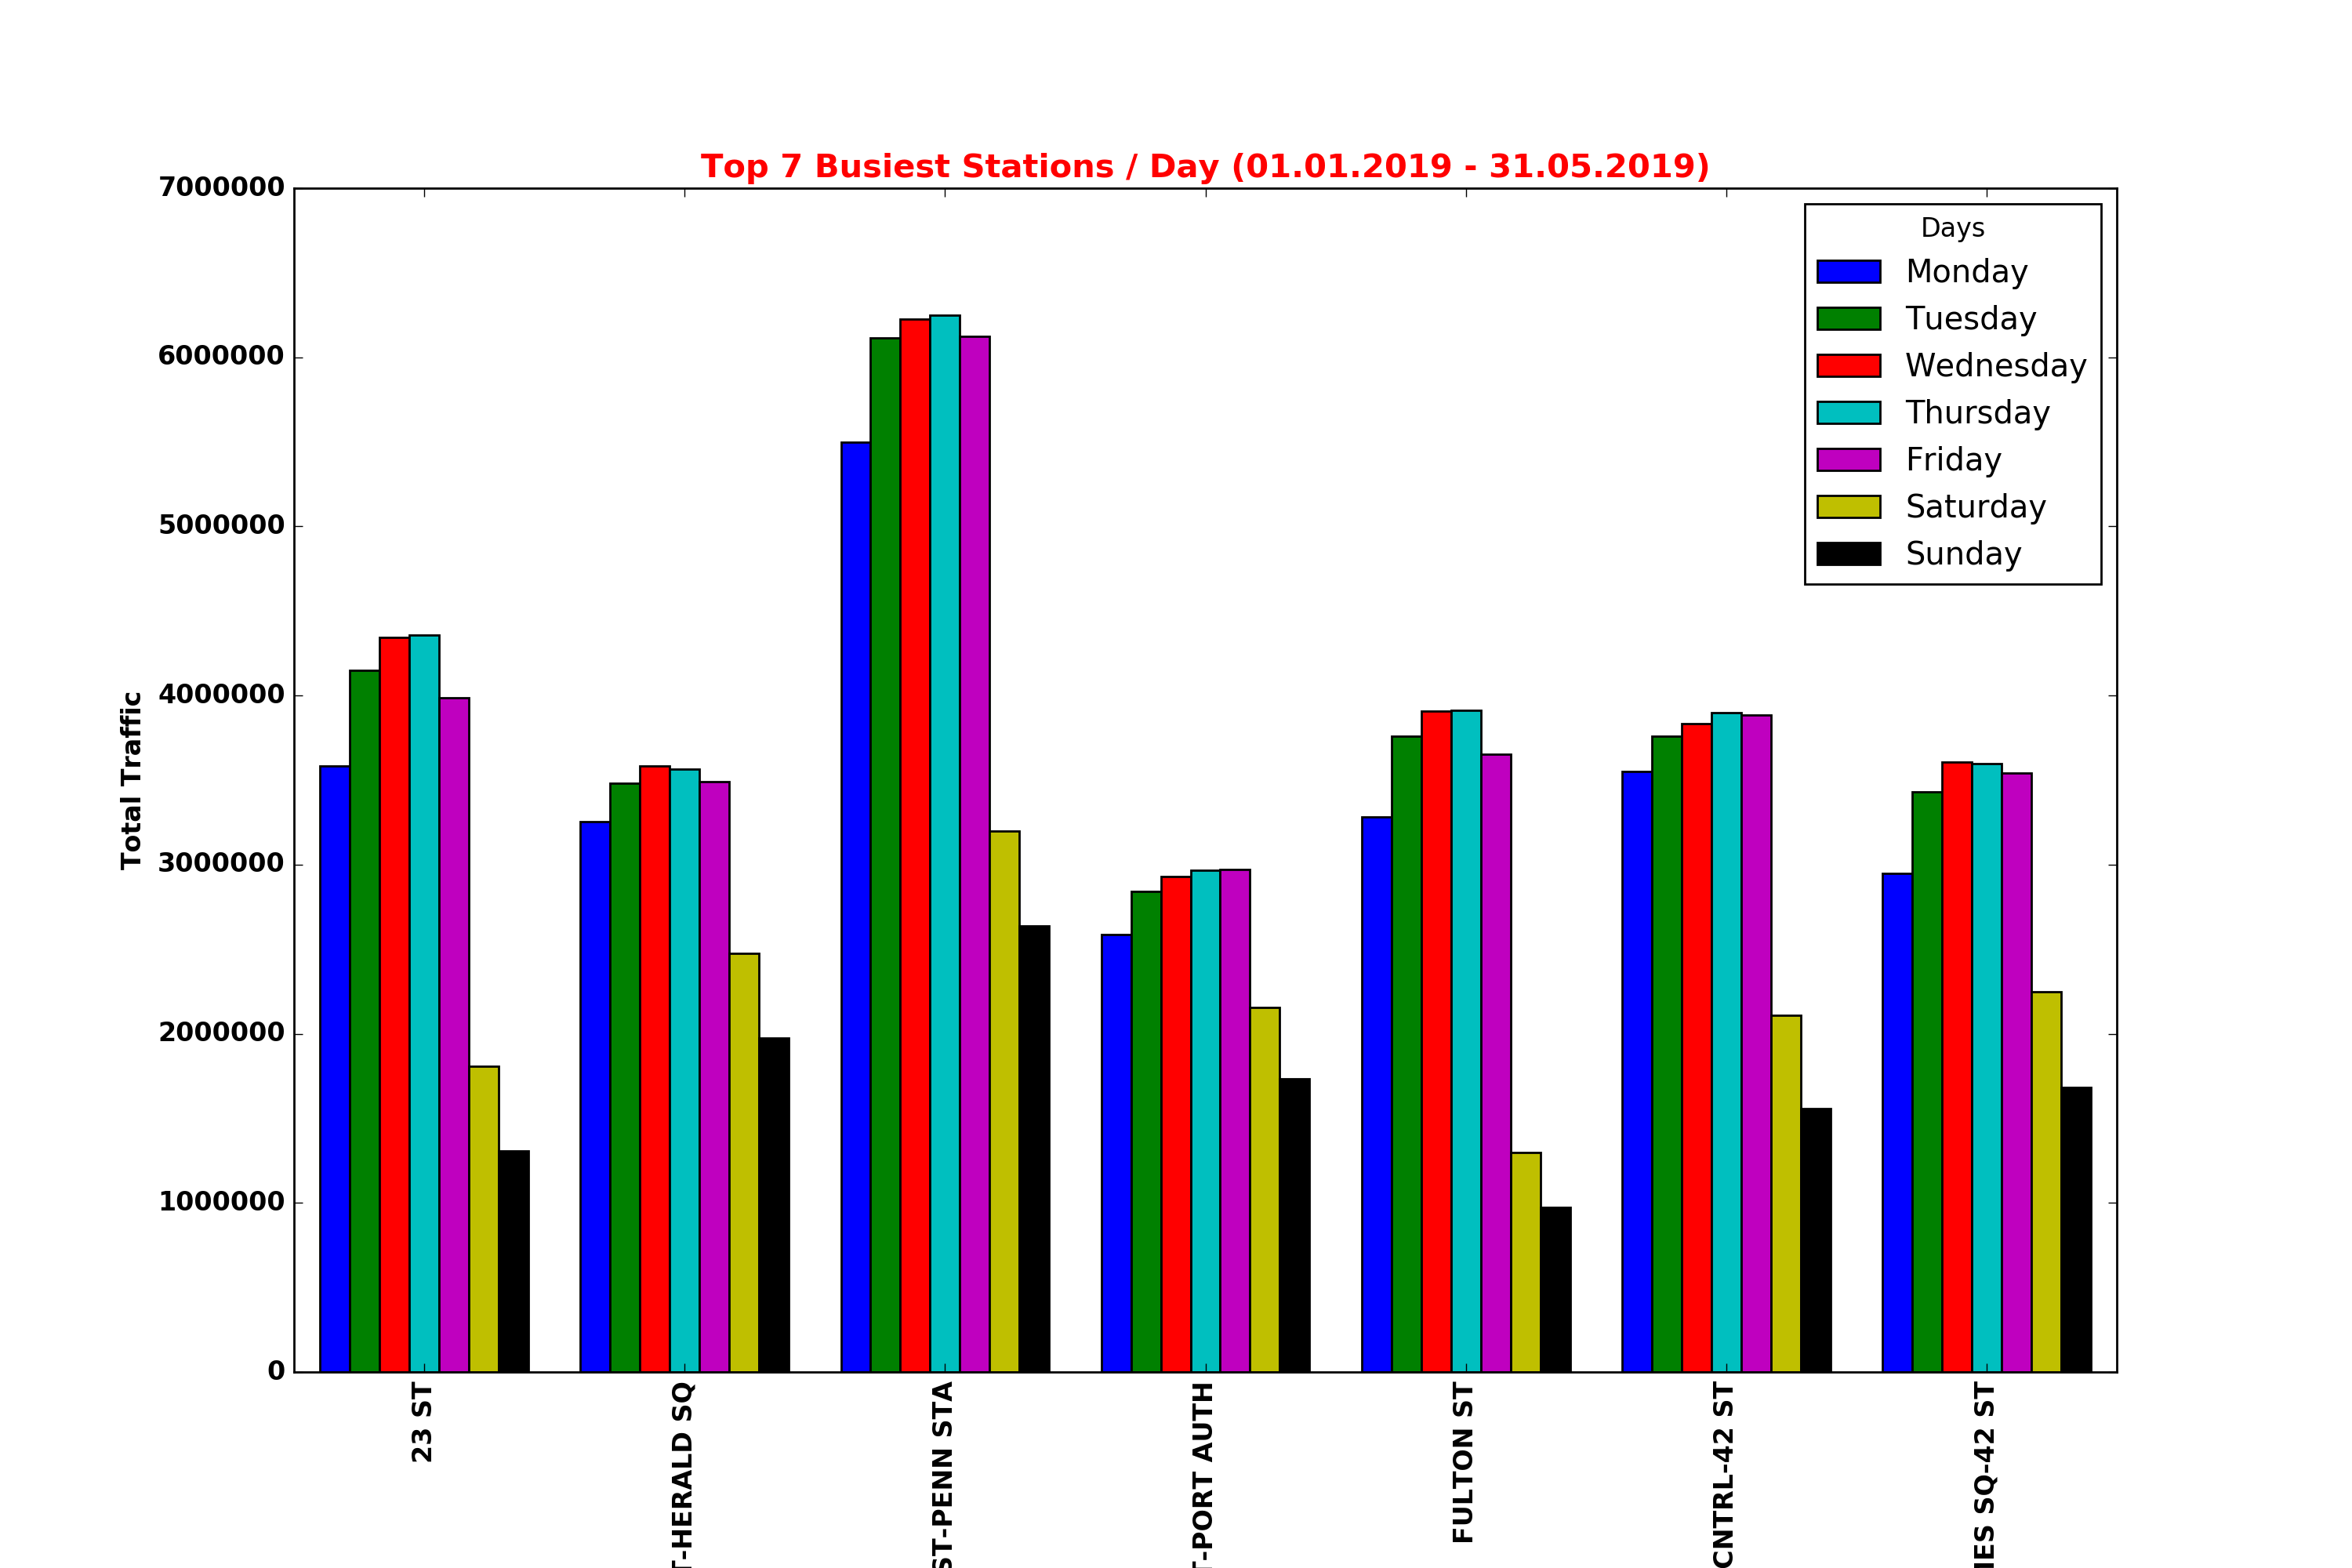 Top 7 Busiest Stations / Day (01.01.2019 - 31.05.2019)
7000000
6000000
5000000
4000000
3000000
2000000
1000000
0
Total Traffic
Days
Monday
Tuesday
Wednesday
Thursday
Friday
Saturday
Sunday
23 ST
T-HERALD SQ
ST-PENN STA
T-PORT AUTH
FULTON ST
CNTRL-42 ST
SQ-42 ST